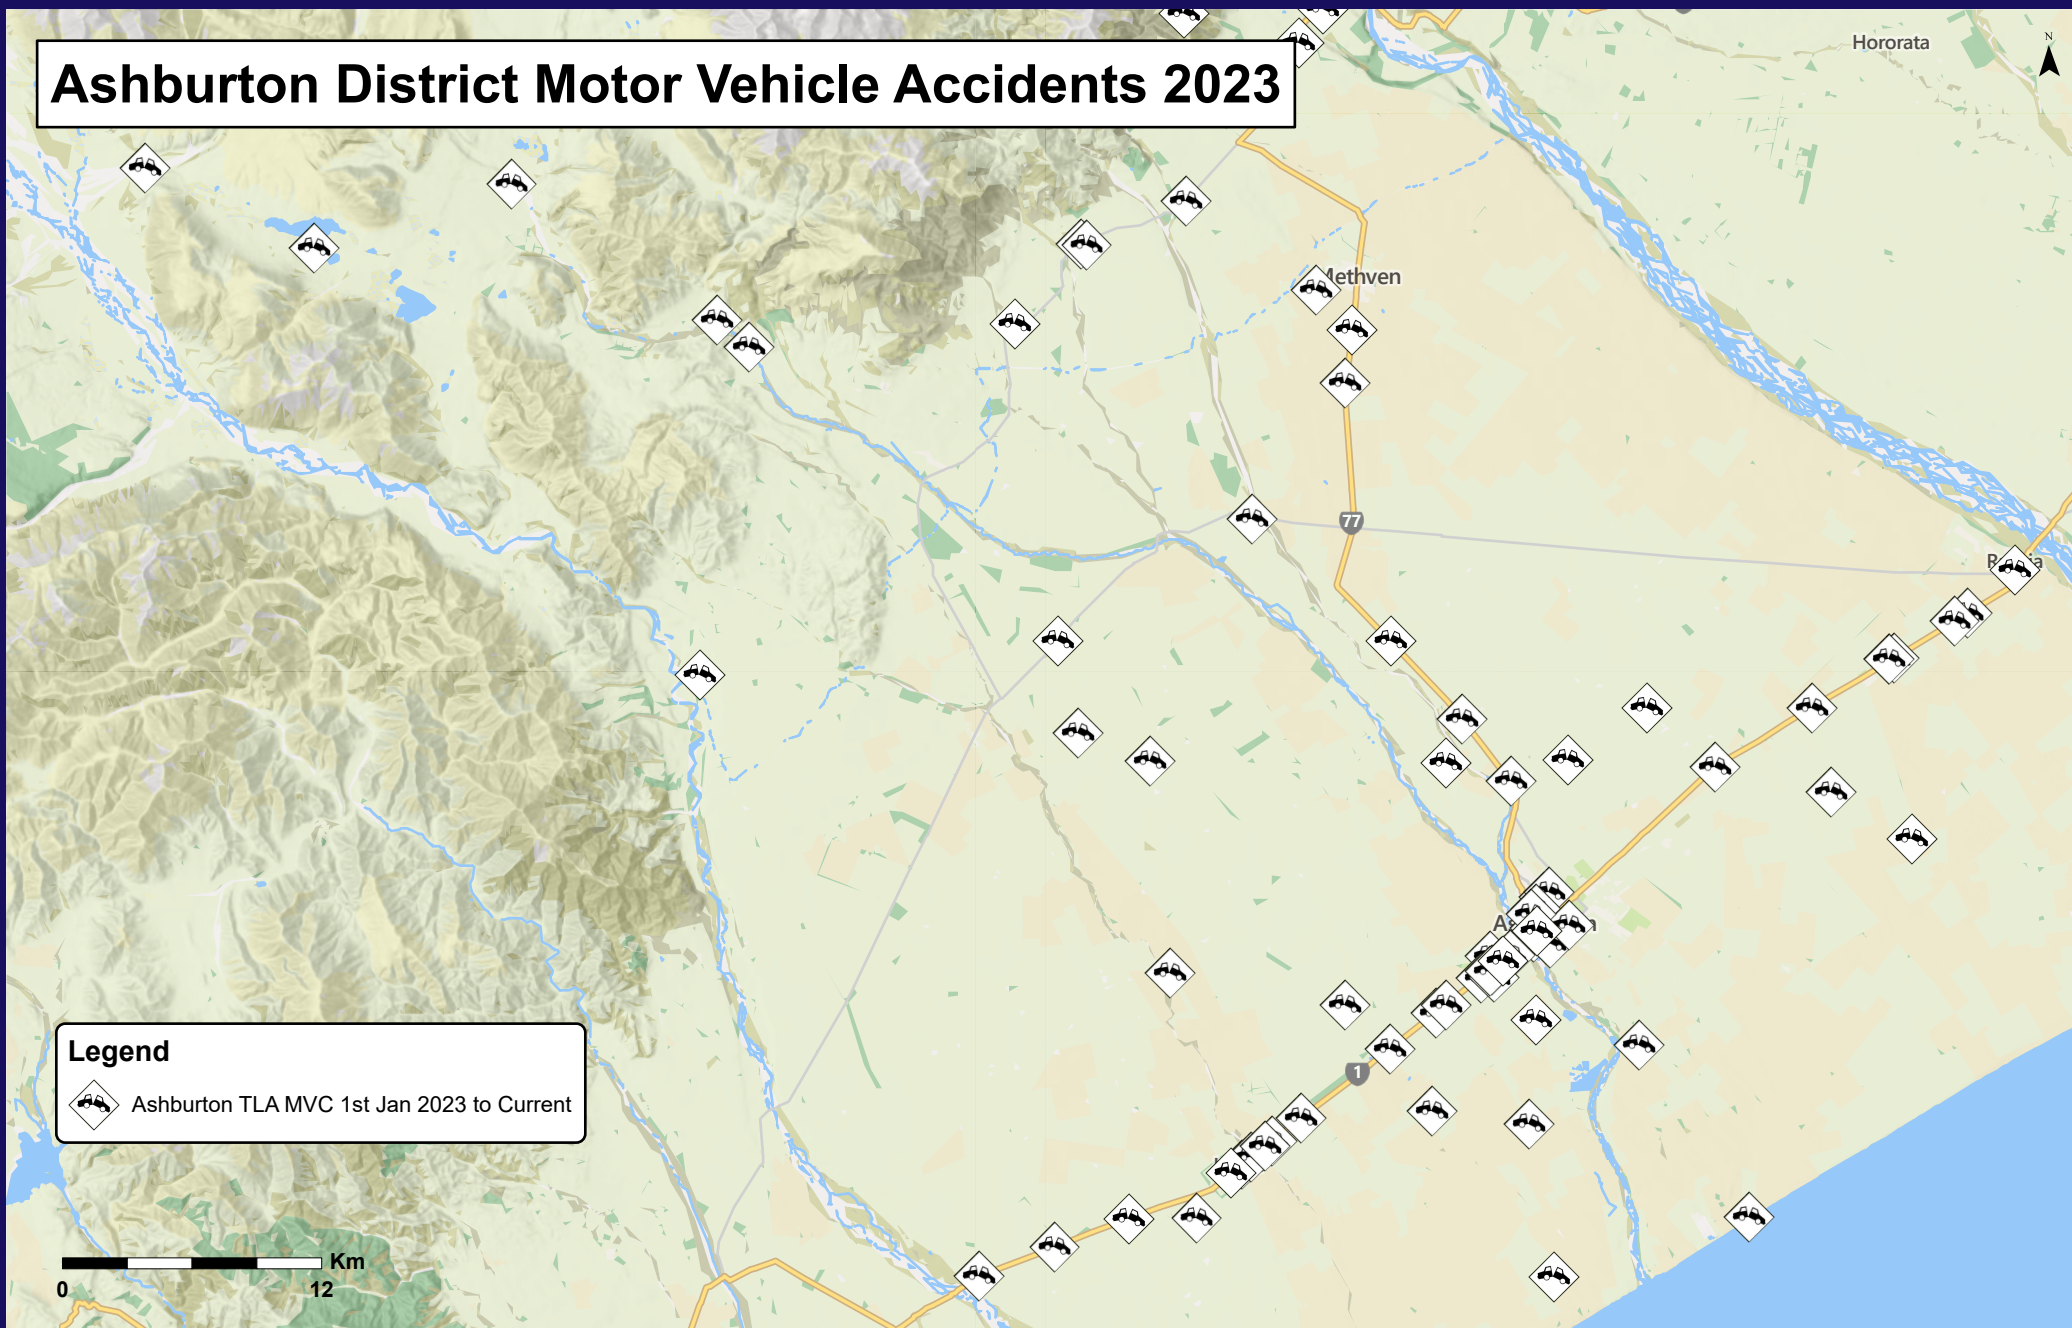 Ashburton District Motor Vehicle Accidents 2023
Hororata
N
77
1
Legend
Ashburton TLA MVC 1st Jan 2023 to Current
Km
0 12